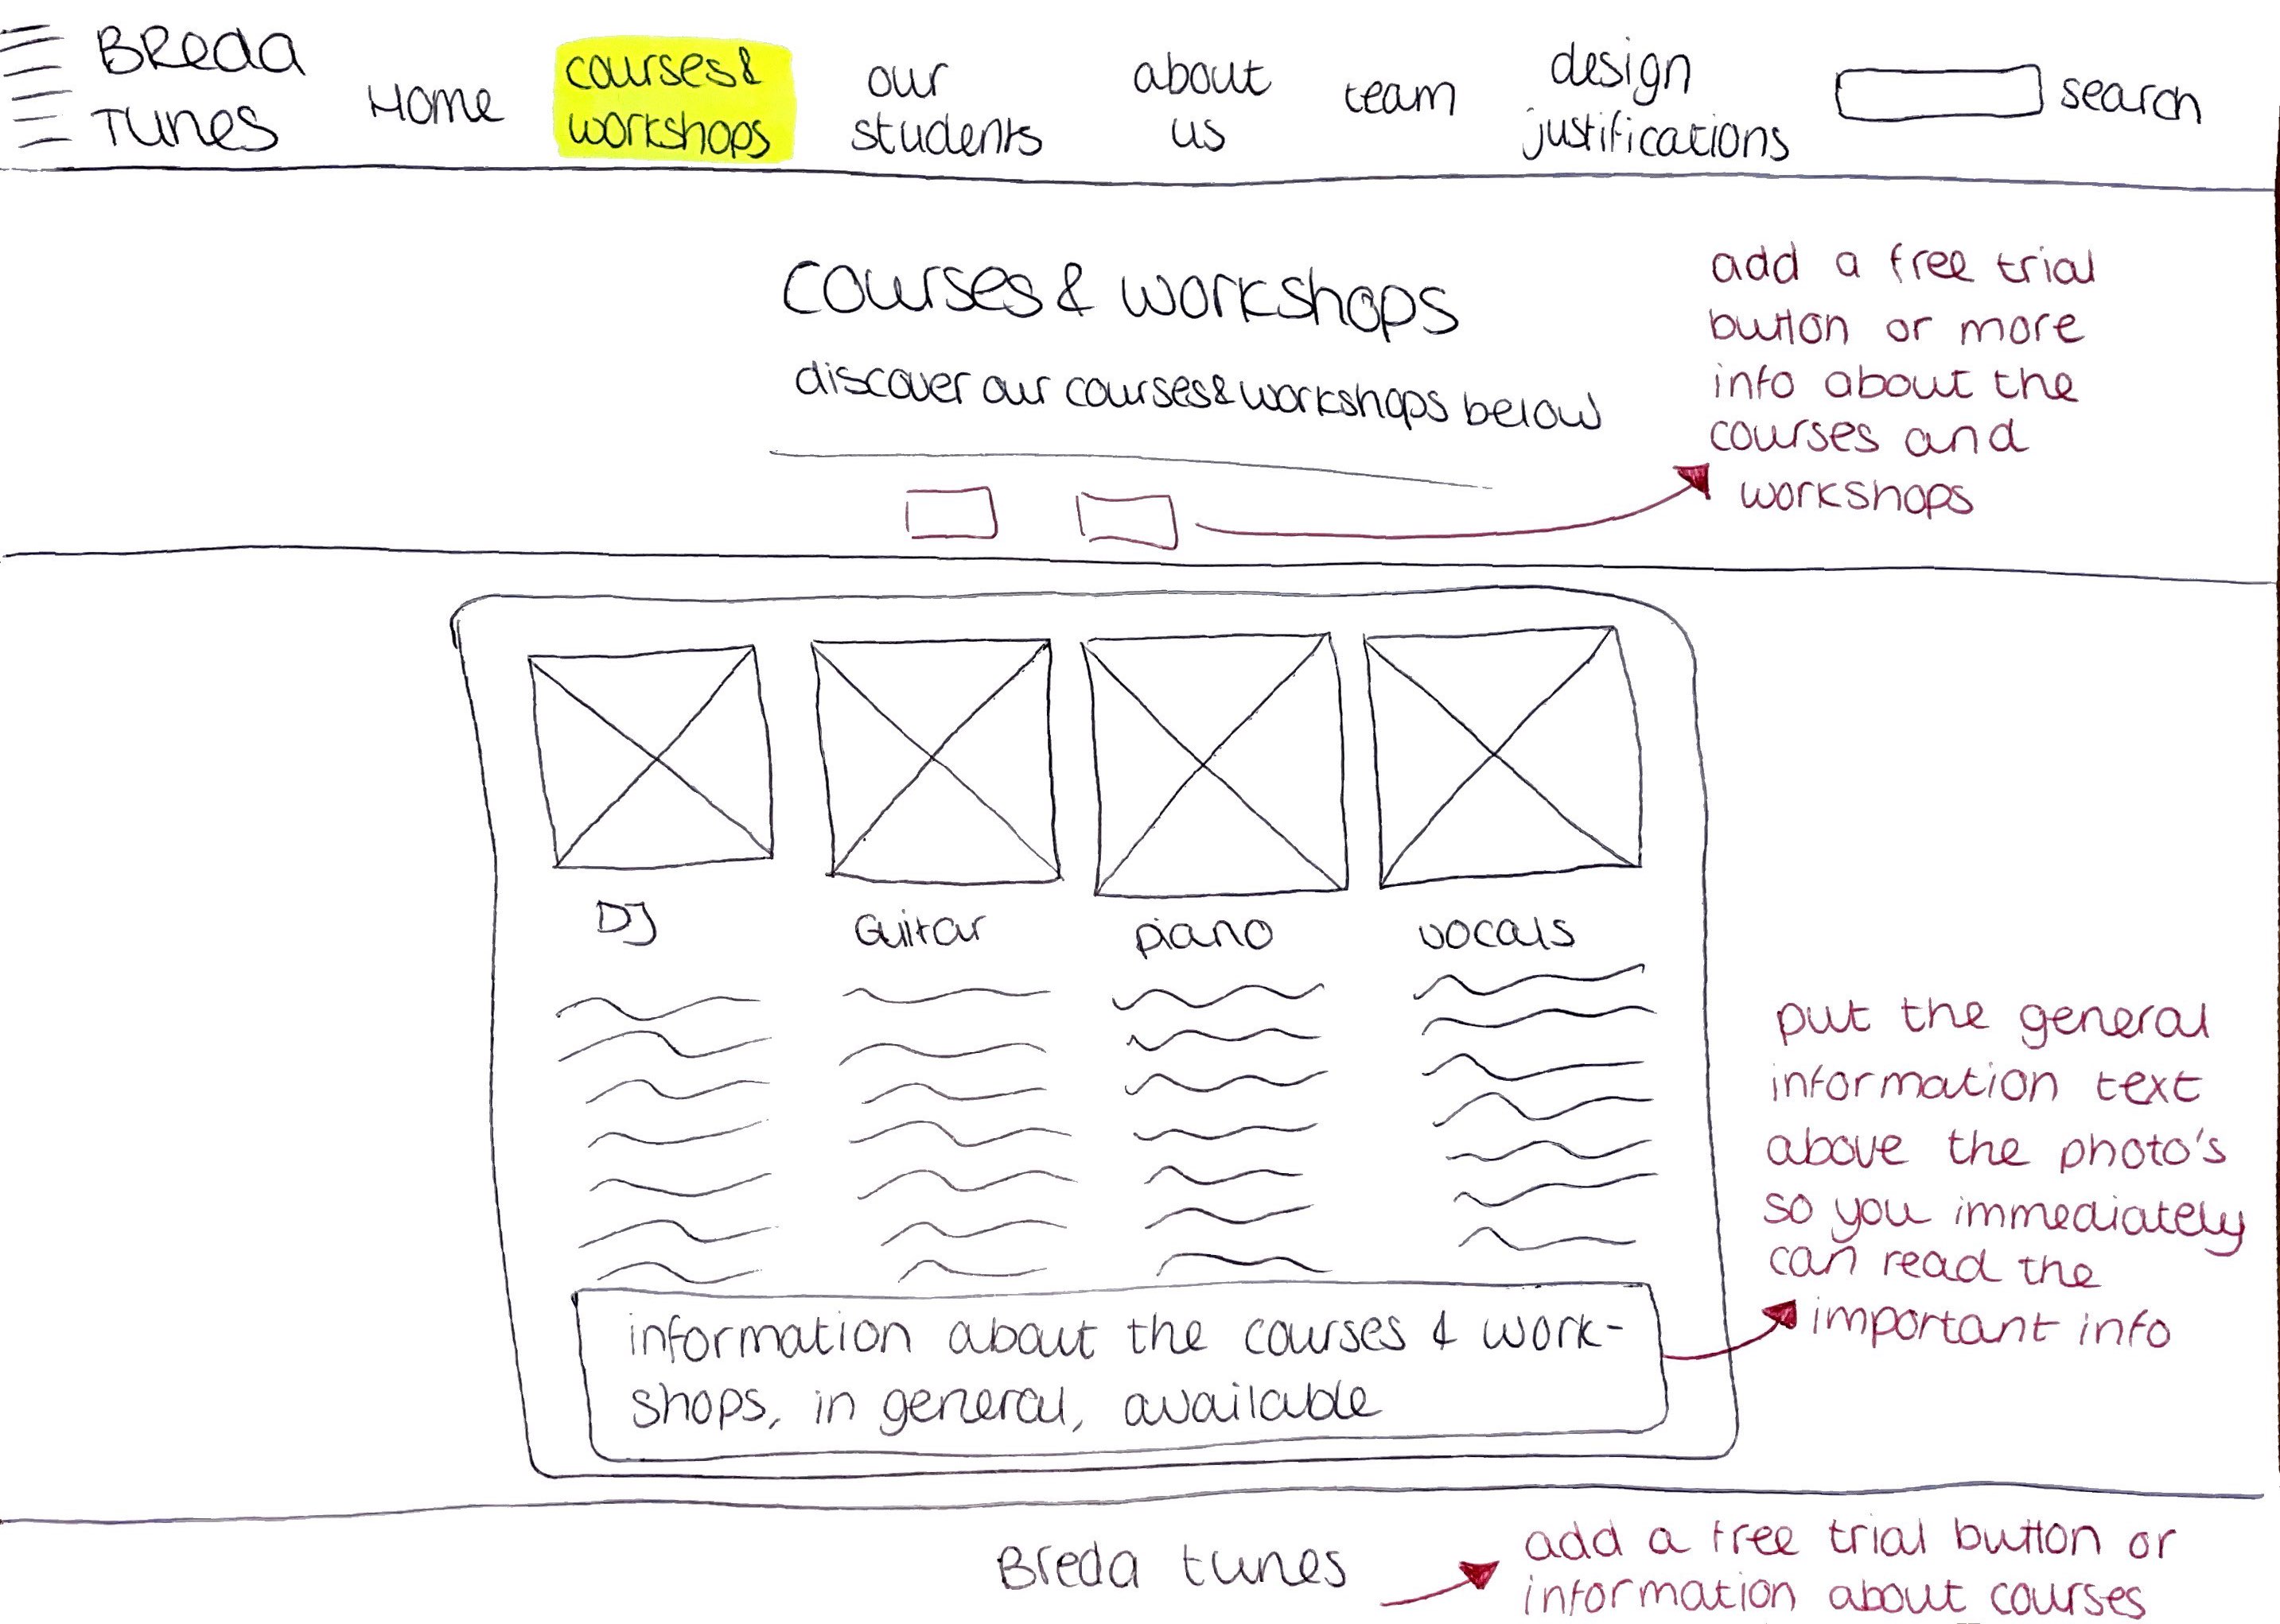 Breda
Tunes
Home
courses&
workshops
our
students
about
us
team
design
justifications
search
courses & workshops
discover our courses&workshops below
add a free trial
button or more
info about the
courses and
workshops
DJ
Guitar
piano
vocals
put the general
information text
above the photo's
so you immediately
can read the
important info
information about the courses & work-
shops, in general, available
Breda tunes
add a free trial button or
information about courses